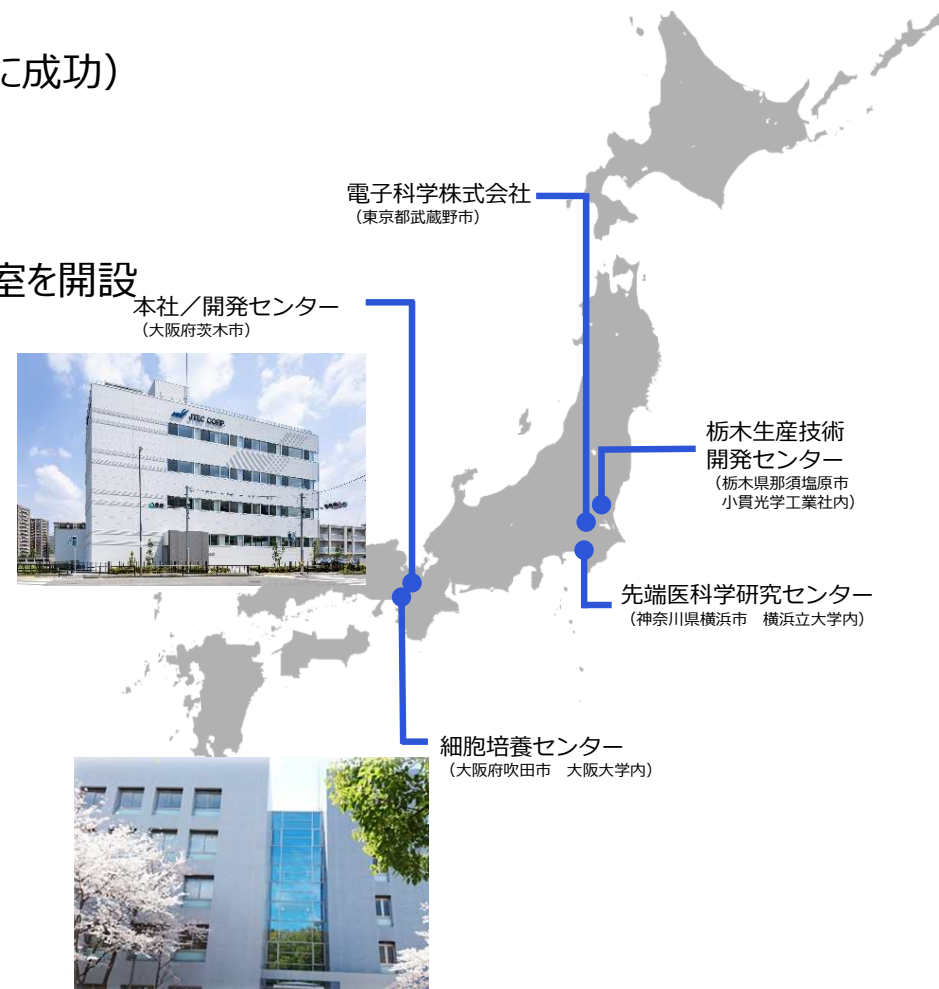 に成功）
電子科学株式会社
（東京都武蔵野市）
室を開設
本社／開発センター
（大阪府茨木市）
JTEC CORP.
栃木生産技術
開発センター
（栃木県那須塩原市
小貫光学工業社内）
先端医科学研究センター
（神奈川県横浜市　横浜立大学内）
細胞培養センター
（大阪府吹田市　大阪大学内）